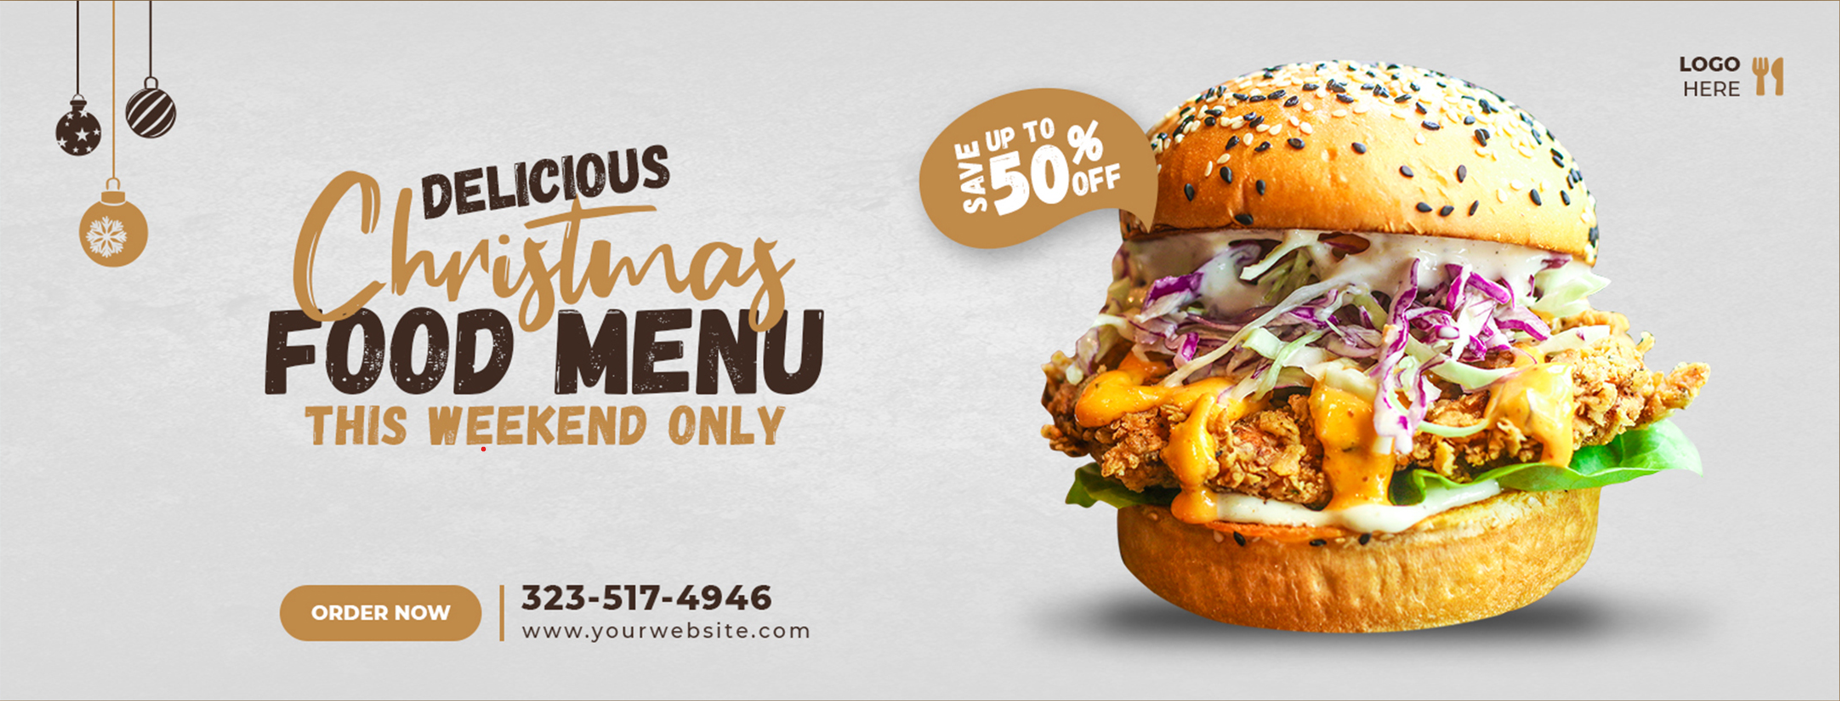 DELICIOUS
Christmas
FOOD MENU
THIS WEEKEND ONLY
ORDER NOW
323-517-4946
www.yourwebsite.com
SAVE UP TO
50% OFF
LOGO
HERE